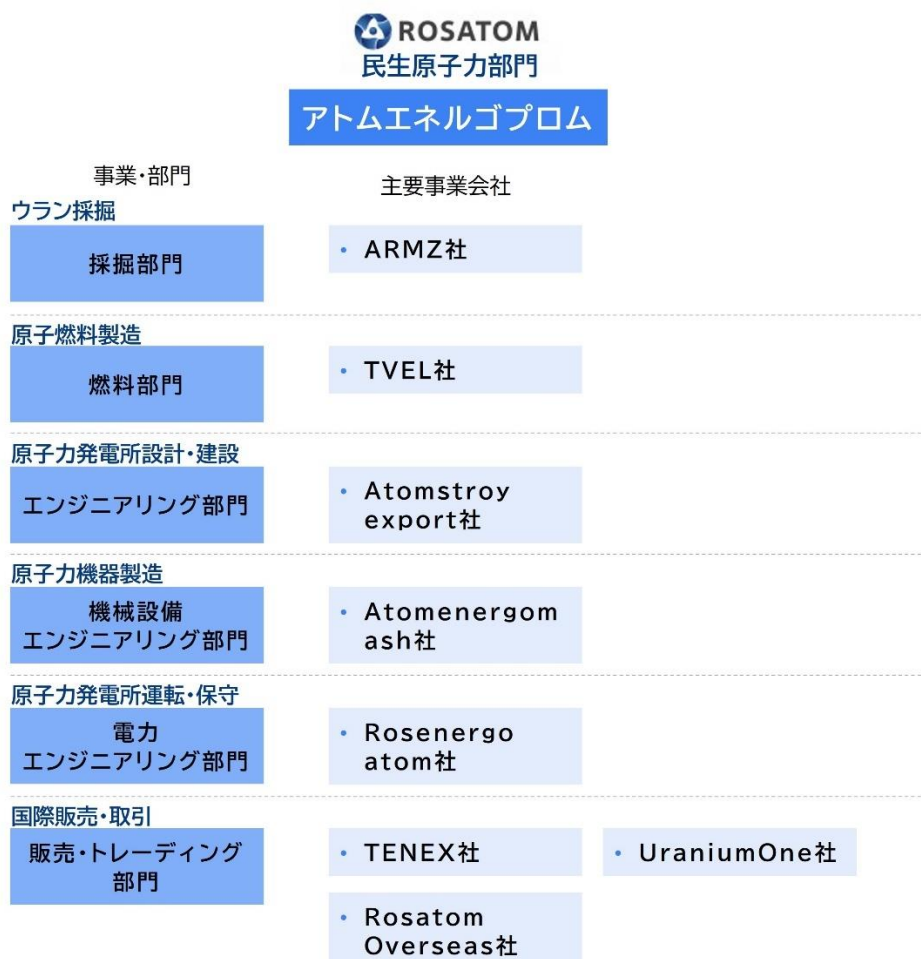 ROSATOM
民生原子力部門
アトムエネルゴプロム
事業・部門
主要事業会社
ウラン採掘
採掘部門
• ARMZ社
原子燃料製造
燃料部門
• TVEL社
原子力発電所設計・建設
エンジニアリング部門
• Atomstroy
export社
原子力機器製造
機械設備
エンジニアリング部門
• Atomenergom
ash社
原子力発電所運転・保守
電力
エンジニアリング部門
• Rosenergo
atom社
国際販売・取引
販売・トレーディング
部門
• TENEX社
• UraniumOne社
• Rosatom
Overseas社